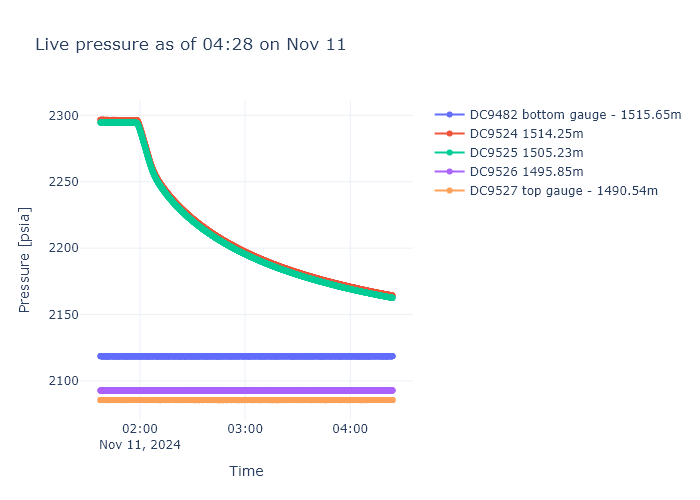 Live pressure as of 04:28 on Nov 11
DC9482 bottom gauge - 1515.65m
DC9524 1514.25m
DC9525 1505.23m
DC9526 1495.85m
DC9527 top gauge - 1490.54m
Pressure [psia]
2300
2250
2200
2150
2100
02:00
03:00
04:00
Nov 11, 2024
Time